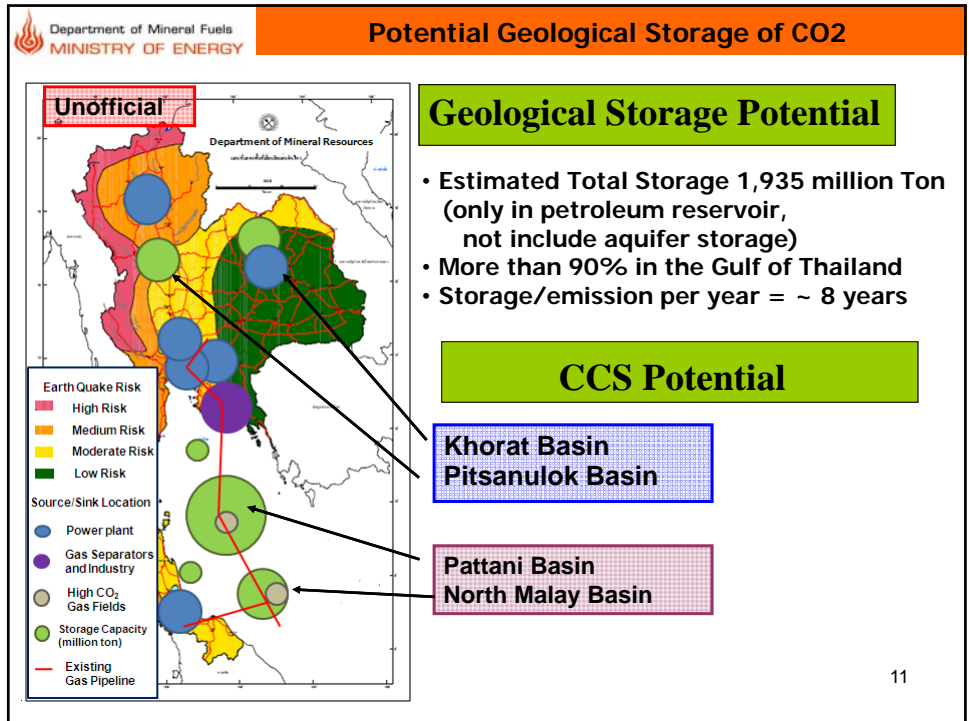 Department of Mineral Fuels
MINISTRY OF ENERGY
Potential Geological Storage of CO2
Unofficial
Department of Mineral Resources
Geological Storage Potential
• Estimated Total Storage 1,935 million Ton
(only in petroleum reservoir,
not include aquifer storage)
• More than 90% in the Gulf of Thailand
• Storage/emission per year = ~ 8 years
CCS Potential
Khorat Basin
Pitsanulok Basin
Pattani Basin
North Malay Basin
Earth Quake Risk
High Risk
Medium Risk
Moderate Risk
Low Risk
Source/Sink Location
Power plant
Gas Separators
and Industry
High CO₂
Gas Fields
Storage Capacity
(million ton)
Existing
Gas Pipeline
11